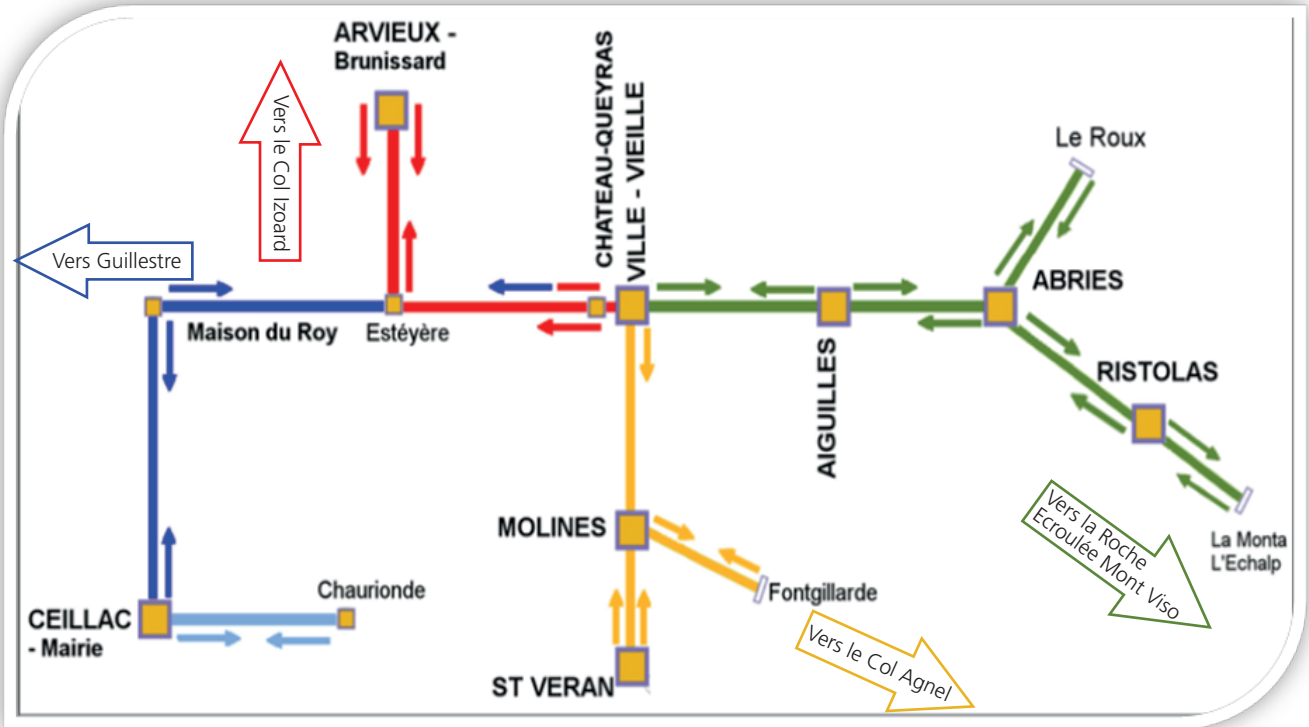 ARVIEUX -
Brunissard
Vers le Col Izoard
CHATEAU-QUEYRAS
VILLE - VIEILLE
Le Roux
Vers Guillestre
ABRIES
Maison du Roy
Estéyère
AIGUILLES
RISTOLAS
MOLINES
Vers la Roche
Ecroulée Mont Viso
La Monta
L'Echalp
Chaurionde
Fontgillarde
CEILLAC
- Mairie
Vers le Col Agnel
ST VERAN